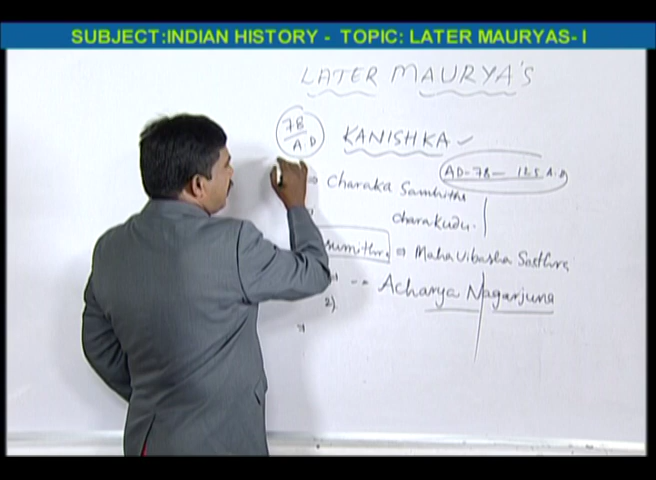 SUBJECT:INDIAN HISTORY - TOPIC: LATER MAURYAS- I
LATER MAURYA'S
78
A.D
KANISHKA ✓
AD-78 - 125 A.D
⇒ Charaka Samhitha
charakudu.
sumithra ⇒ Maha Vibasha Sasthra
-- Acharya Nagarjuna
2)